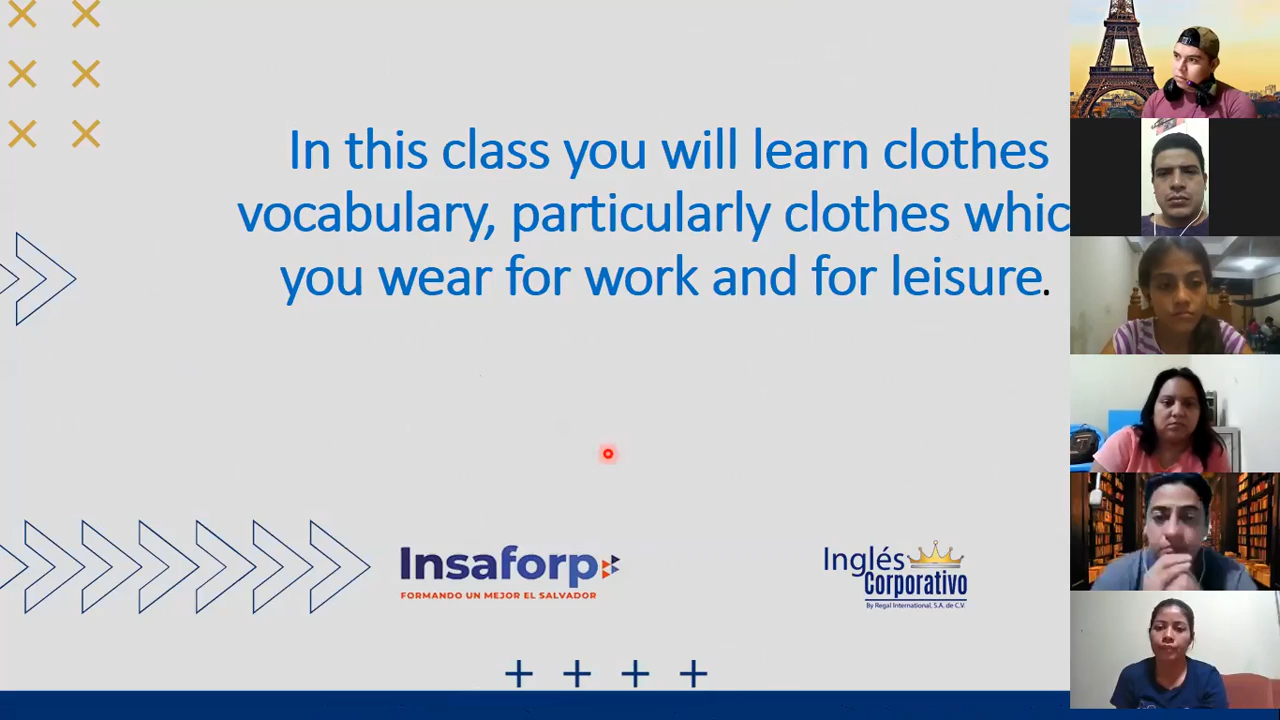 In this class you will learn clothes
vocabulary, particularly clothes whic
you wear for work and for leisure.
Insaforp
FORMANDO UN MEJOR EL SALVADOR
Inglés
Corporativo
By Regal International, S.A. de C.V.